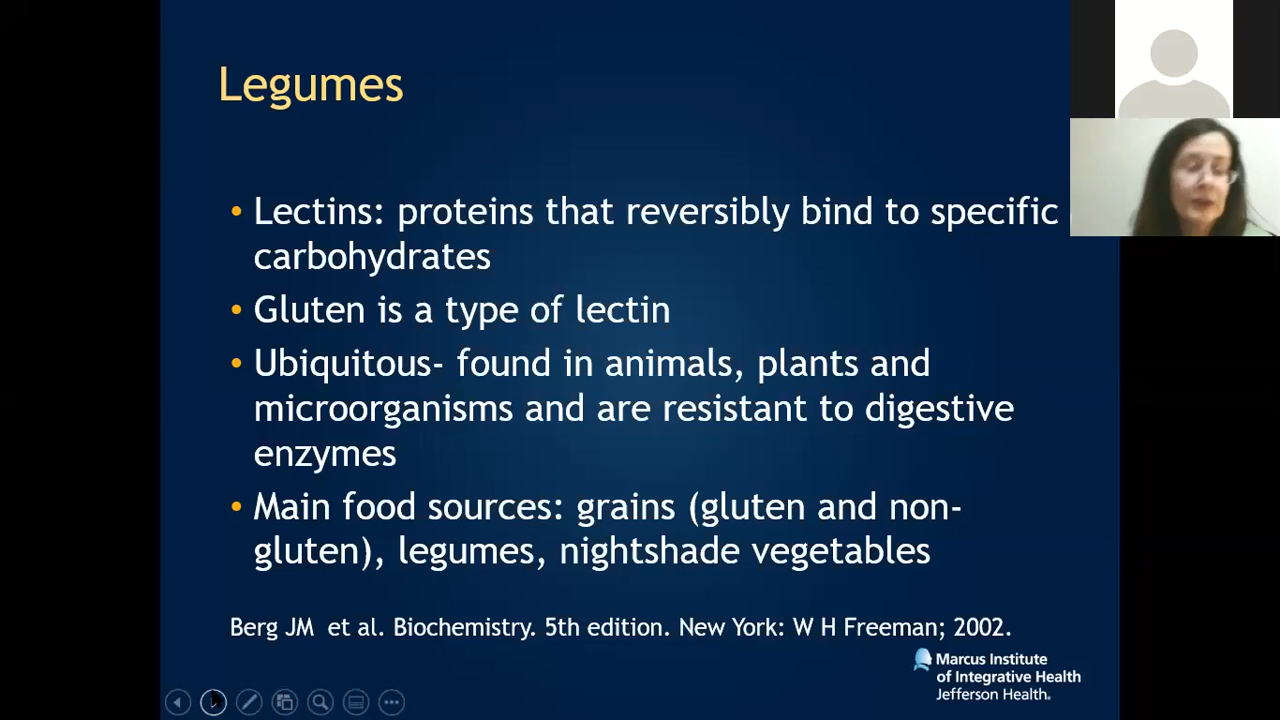 Legumes
• Lectins: proteins that reversibly bind to specific
carbohydrates
• Gluten is a type of lectin
• Ubiquitous- found in animals, plants and
microorganisms and are resistant to digestive
enzymes
• Main food sources: grains (gluten and non-
gluten), legumes, nightshade vegetables
Berg JM et al. Biochemistry. 5th edition. New York: W H Freeman; 2002.
Marcus Institute
of Integrative Health
Jefferson Health.